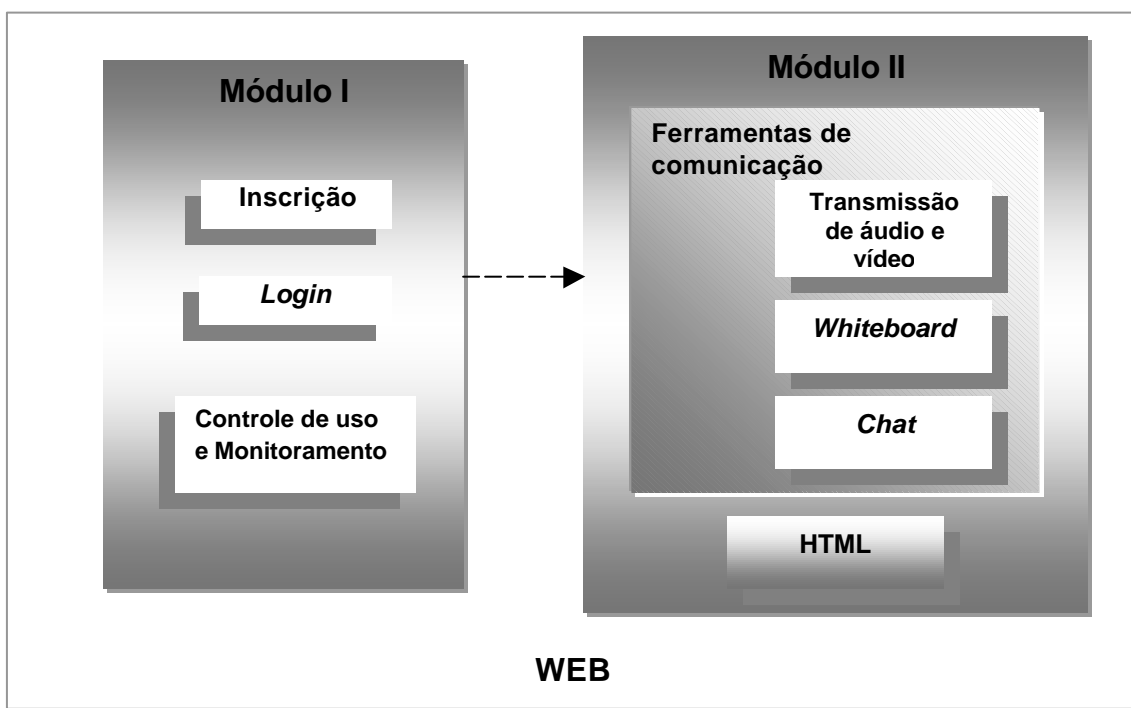 Módulo I
Inscrição
Login
Controle de uso
e Monitoramento
Módulo II
Ferramentas de
comunicação
Transmissão
de áudio e
vídeo
Whiteboard
Chat
HTML
WEB